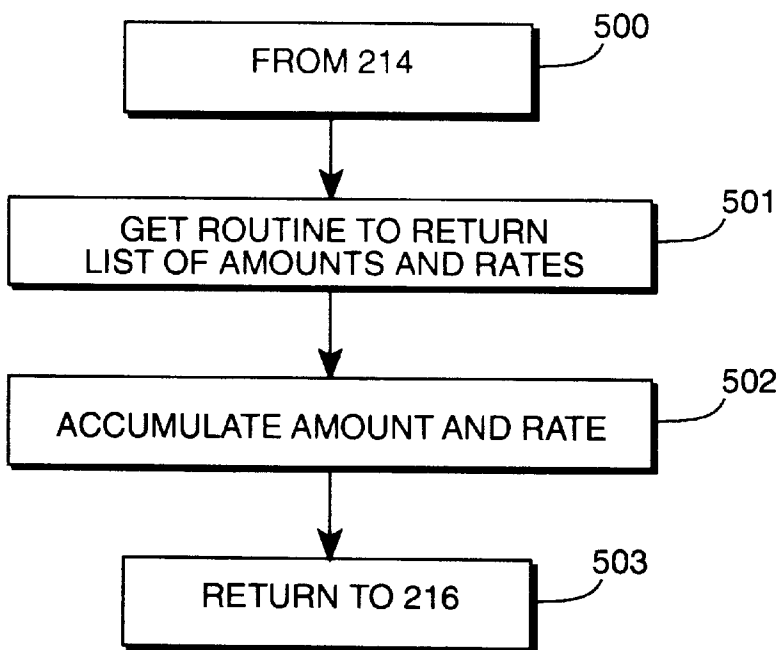 500
FROM 214
501
GET ROUTINE TO RETURN
LIST OF AMOUNTS AND RATES
502
ACCUMULATE AMOUNT AND RATE
503
RETURN TO 216